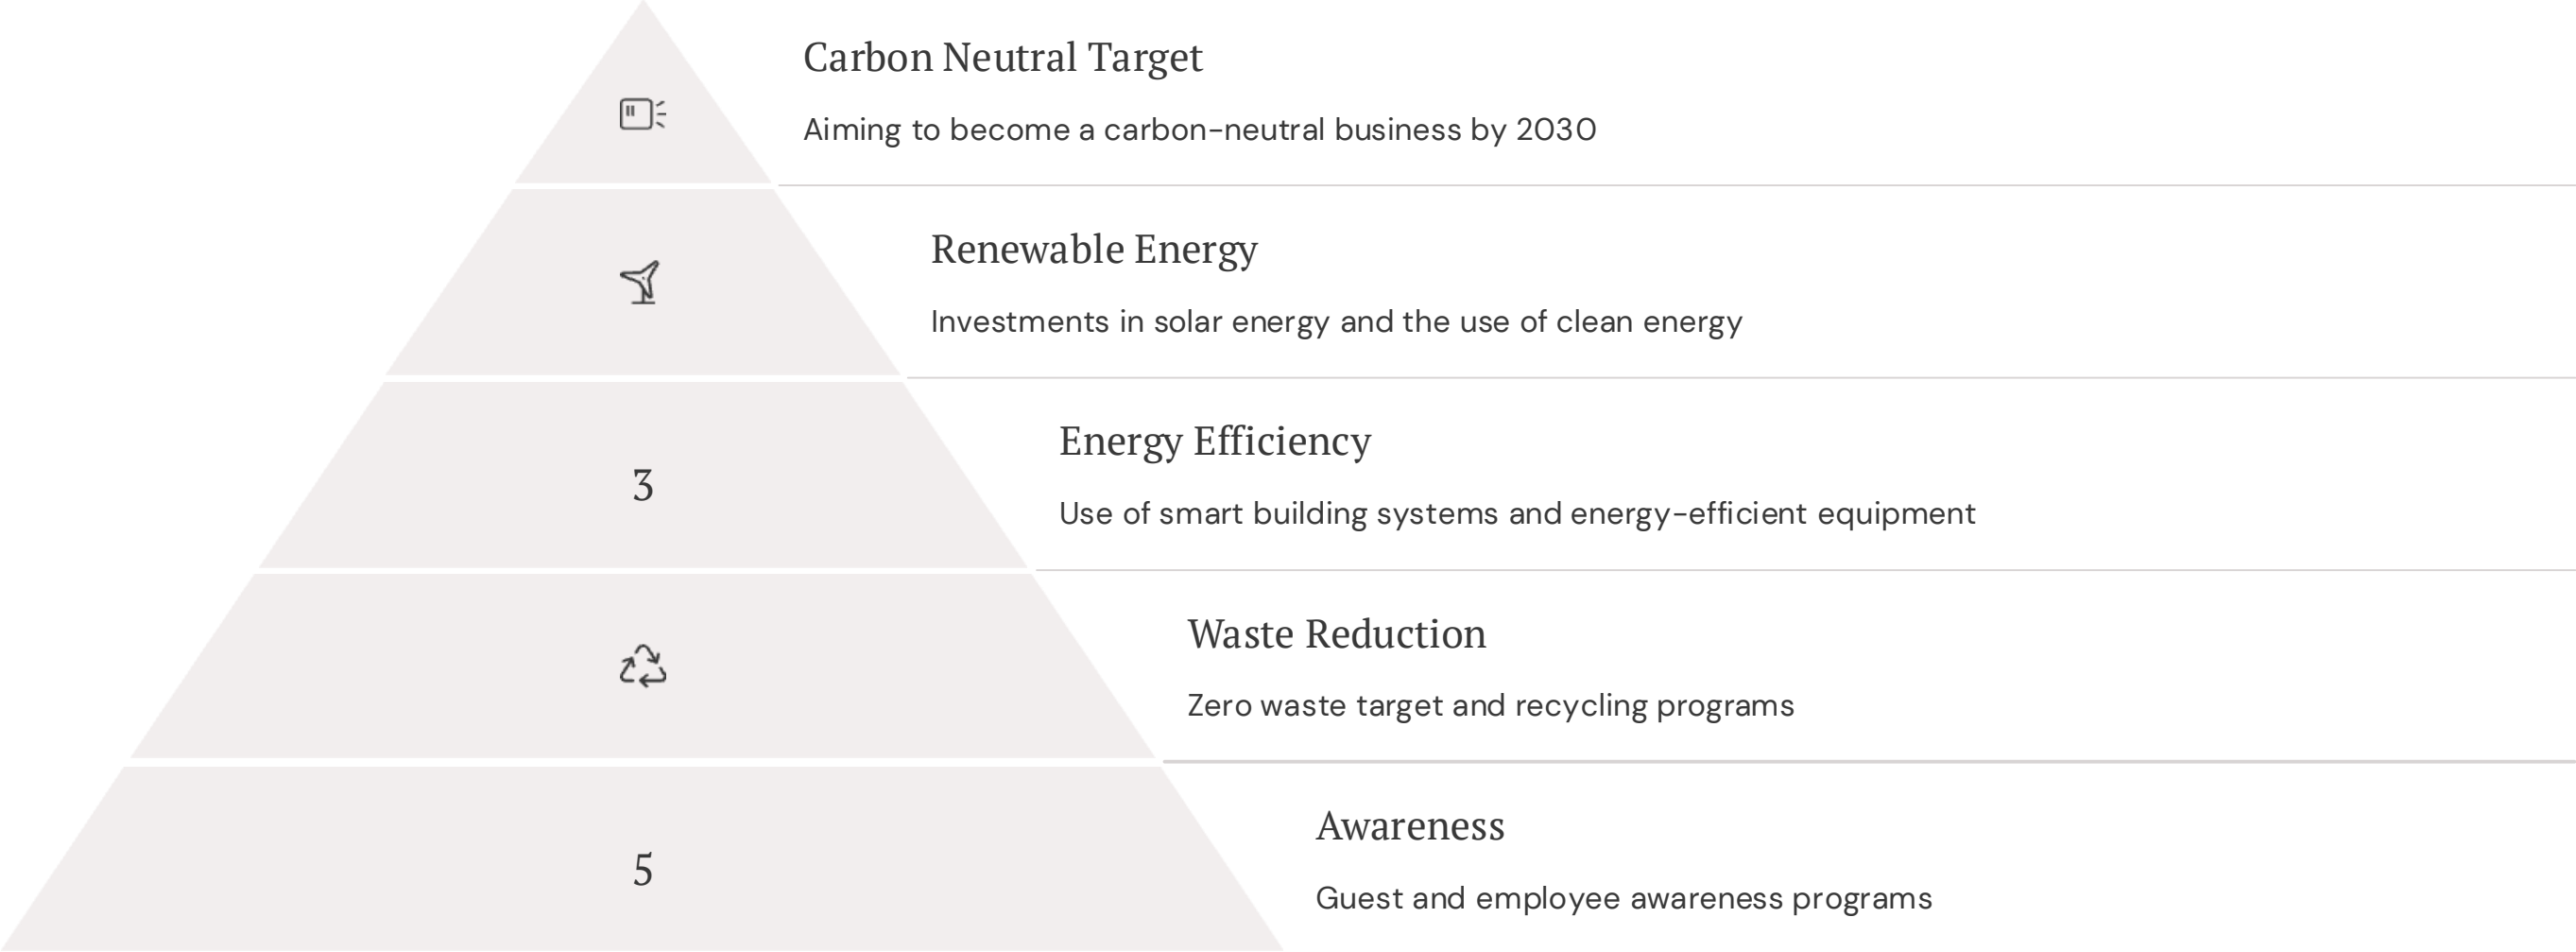 Carbon Neutral Target
Aiming to become a carbon-neutral business by 2030
Renewable Energy
Investments in solar energy and the use of clean energy
3
Energy Efficiency
Use of smart building systems and energy-efficient equipment
Waste Reduction
Zero waste target and recycling programs
5
Awareness
Guest and employee awareness programs